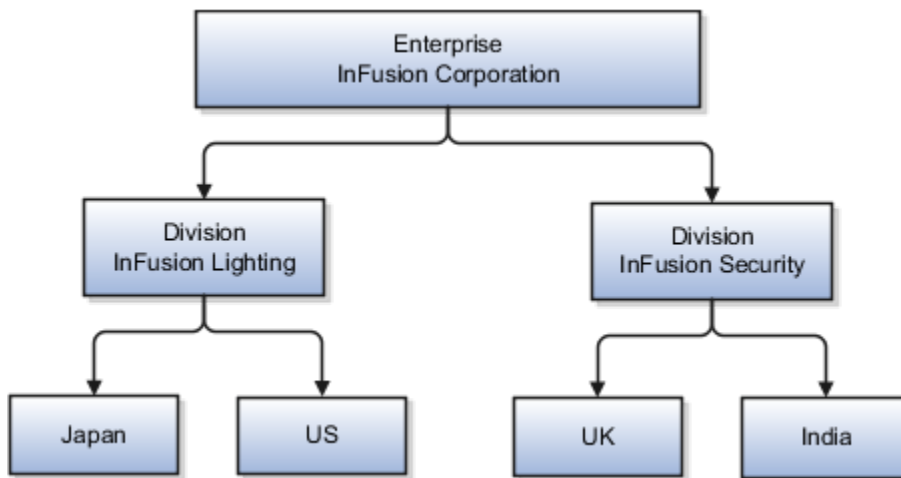 Enterprise
InFusion Corporation
Division
InFusion Lighting
Division
InFusion Security
Japan
US
UK
India